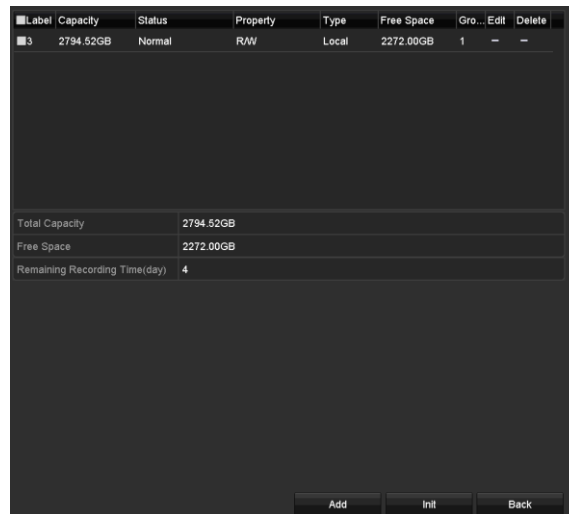 Label Capacity Status Property Type Free Space Gro... Edit Delete
3 2794.52GB Normal R/W Local 2272.00GB 1 – –
Total Capacity 2794.52GB
Free Space 2272.00GB
Remaining Recording Time(day) 4
Add Init Back